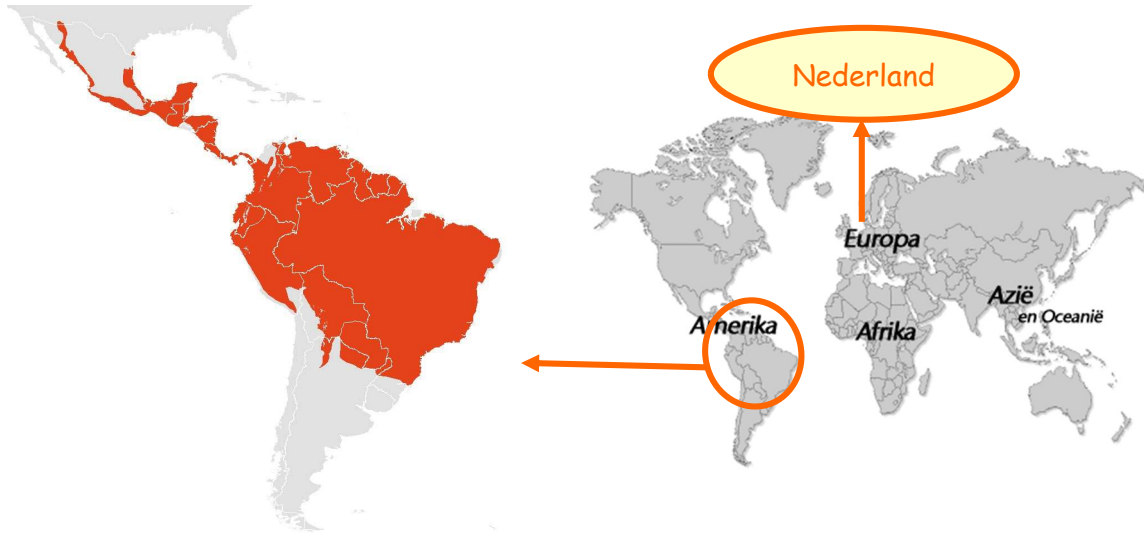 Nederland
Europa
Azië
en Oceanië
Amerika
Afrika